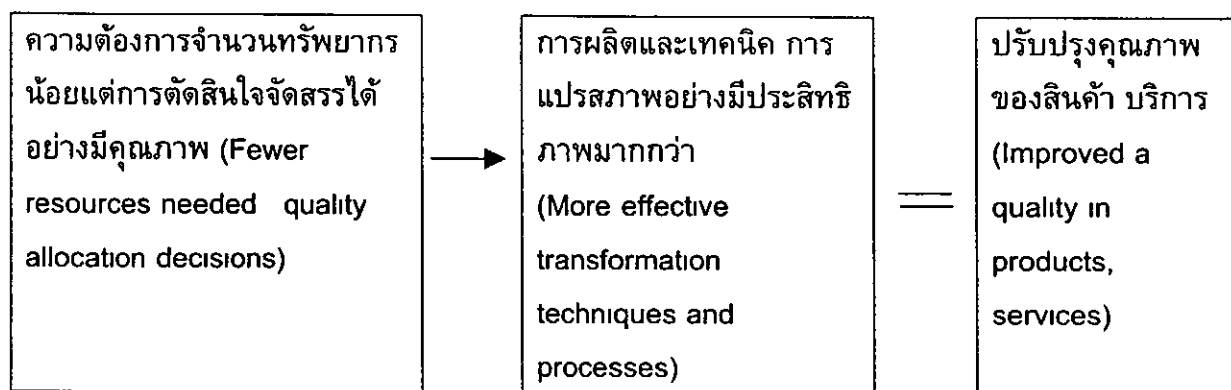 ความต้องการจำนวนทรัพยากร
น้อยแต่การตัดสินใจจัดสรรได้
อย่างมีคุณภาพ (Fewer
resources needed quality
allocation decisions)
การผลิตและเทคนิค การ
แปรสภาพอย่างมีประสิทธิ
ภาพมากกว่า
(More effective
transformation
techniques and
processes)
ปรับปรุงคุณภาพ
ของสินค้า บริการ
(Improved a
quality in
products,
services)